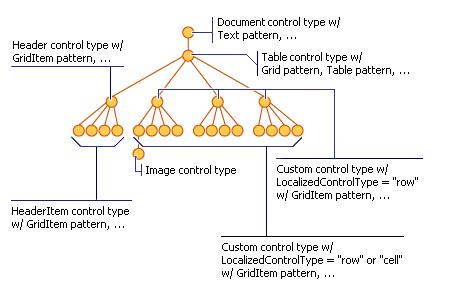 Document control type w/
Text pattern, ...
Header control type w/
GridItem pattern, ...
Table control type w/
Grid pattern, Table pattern, ...
Image control type
Custom control type w/
LocalizedControlType = "row"
w/ GridItem pattern, ...
HeaderItem control type
w/ GridItem pattern, ...
Custom control type w/
LocalizedControlType = "row" or "cell"
w/ GridItem pattern, ...